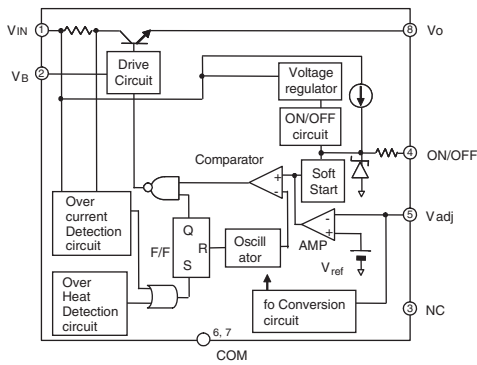 VIN
1
8
Vo
Drive
Circuit
VB
2
Voltage
regulator
ON/OFF
circuit
4
ON/OFF
Comparator
+
-
Soft
Start
Over
current
Detection
circuit
Q
F/F
R
S
Oscill
ator
AMP
-
+
5
Vadj
Vref
Over
Heat
Detection
circuit
fo Conversion
circuit
3
NC
6, 7
COM